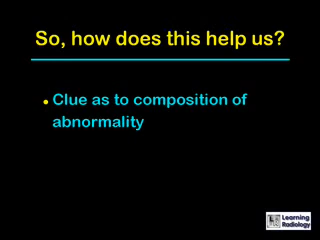 So, how does this help us?
Clue as to composition of
abnormality
Learning
Radiology